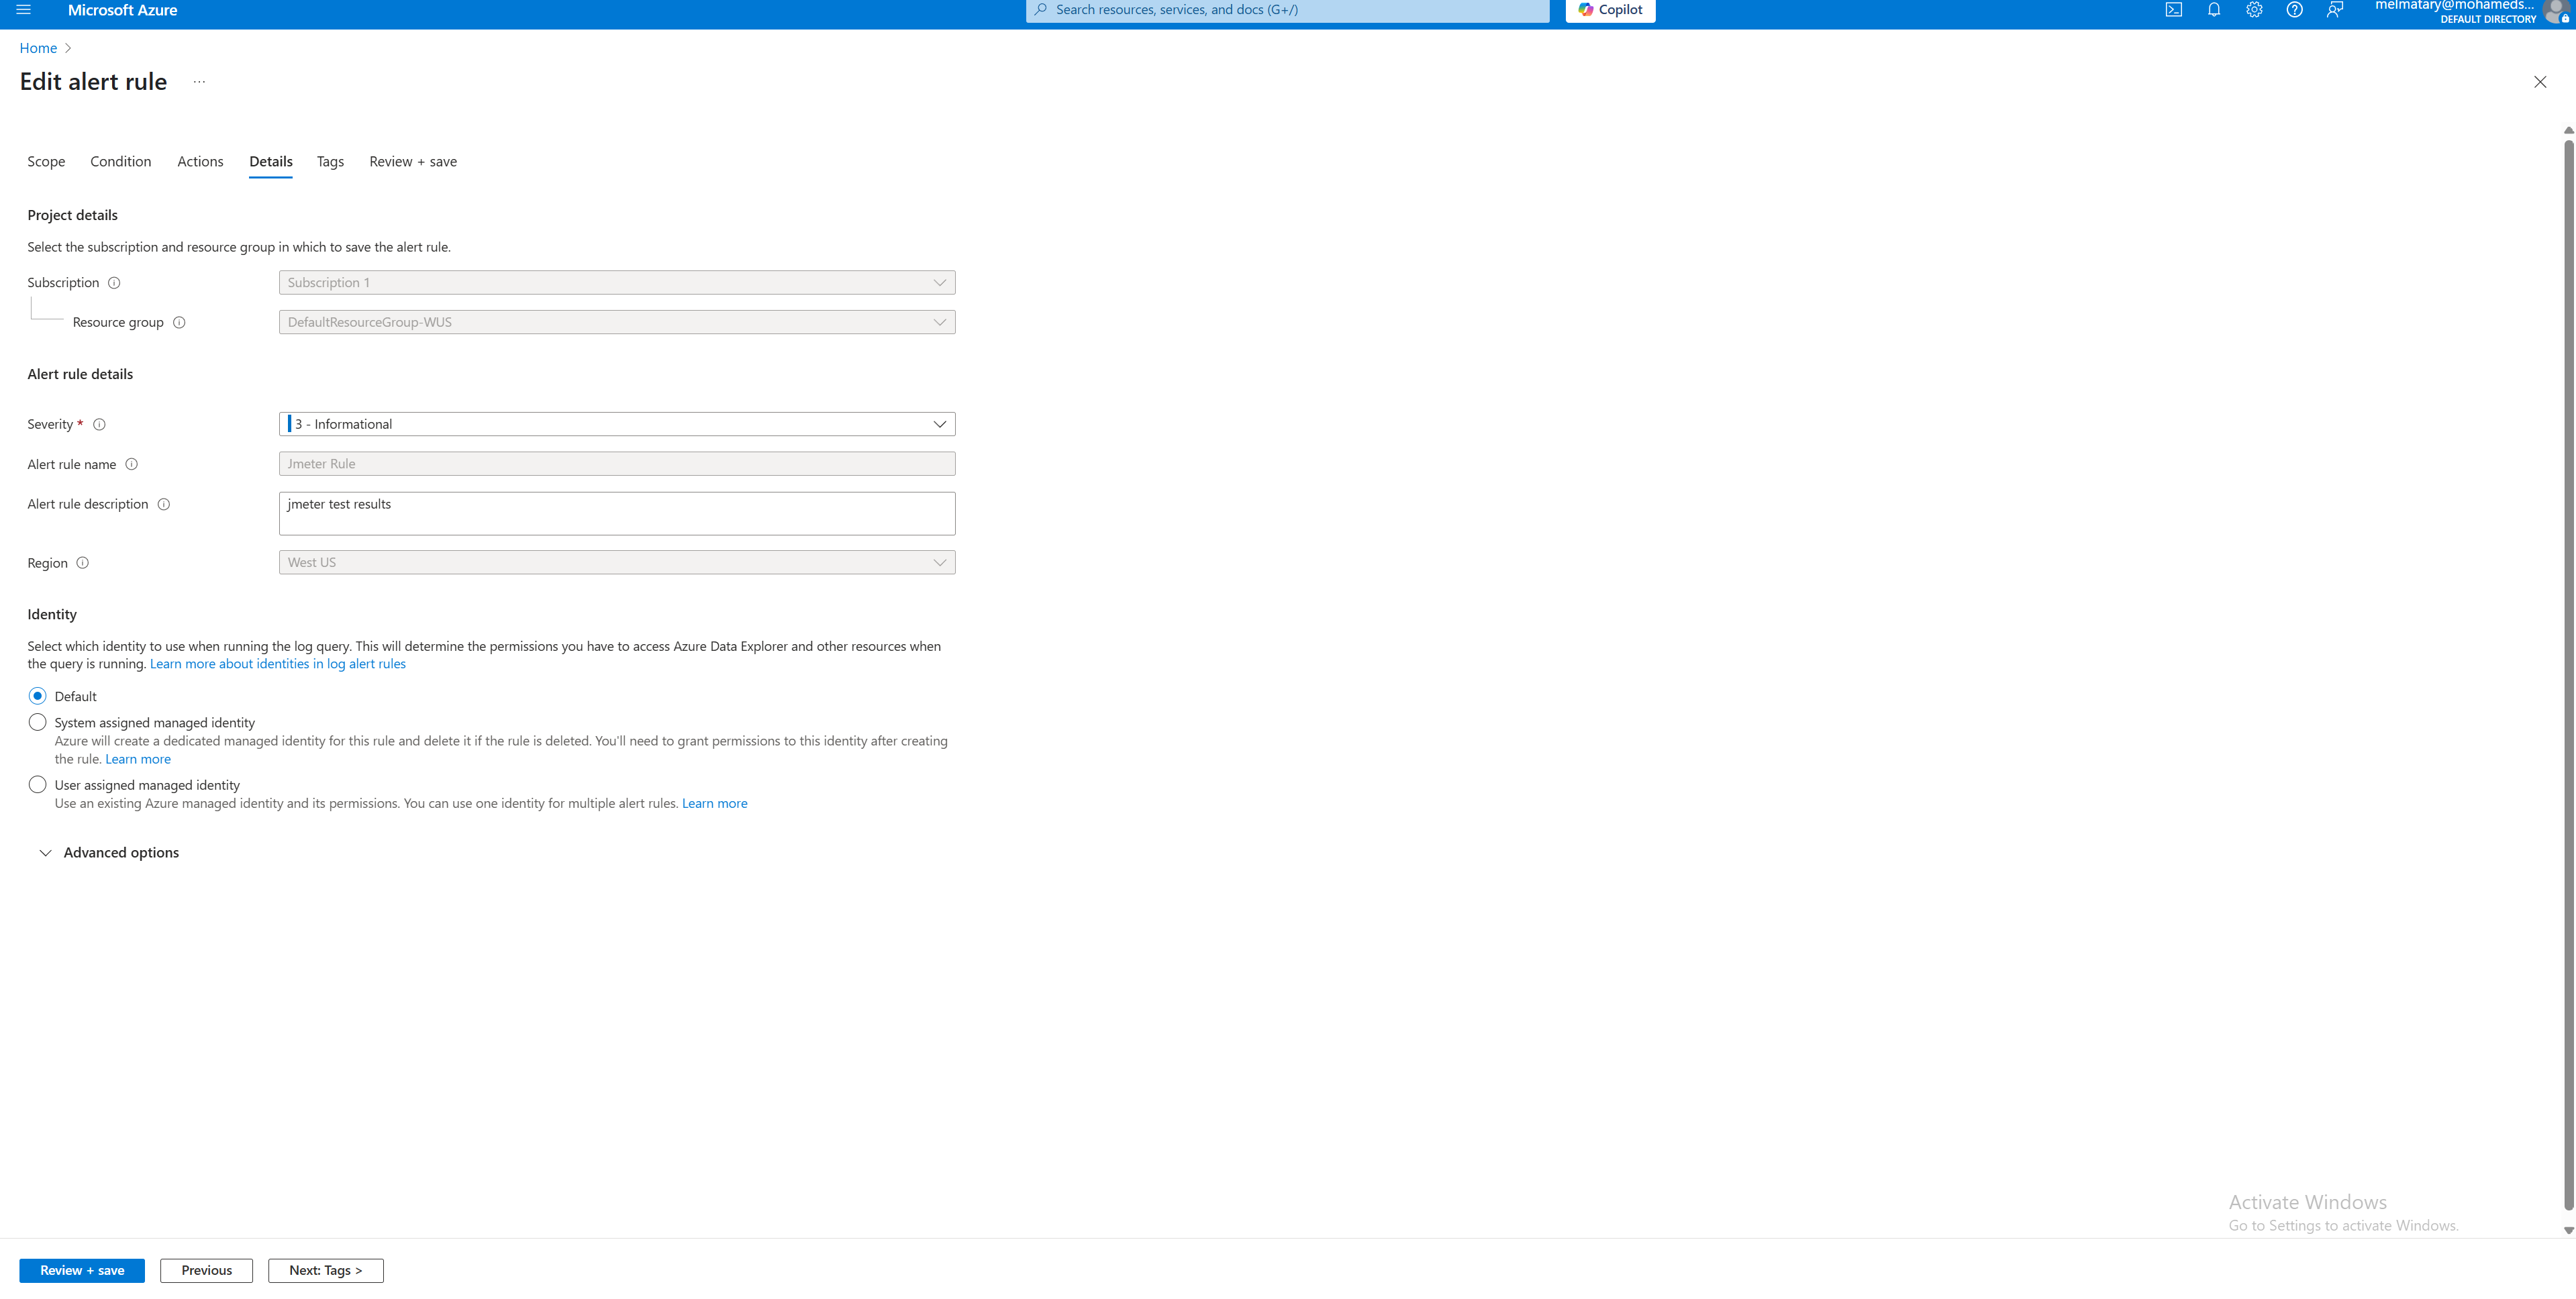 Microsoft Azure
Search resources, services, and docs (G+/)
Copilot
melmatary@mohameds...
DEFAULT DIRECTORY
Home
Edit alert rule
Scope Condition Actions Details Tags Review + save
Project details
Select the subscription and resource group in which to save the alert rule.
Subscription Subscription 1
Resource group DefaultResourceGroup-WUS
Alert rule details
Severity * 3 - Informational
Alert rule name Jmeter Rule
Alert rule description jmeter test results
Region West US
Identity
Select which identity to use when running the log query. This will determine the permissions you have to access Azure Data Explorer and other resources when
the query is running. Learn more about identities in log alert rules
Default
System assigned managed identity
Azure will create a dedicated managed identity for this rule and delete it if the rule is deleted. You'll need to grant permissions to this identity after creating
the rule. Learn more
User assigned managed identity
Use an existing Azure managed identity and its permissions. You can use one identity for multiple alert rules. Learn more
Advanced options
Activate Windows
Go to Settings to activate Windows.
Review + save Previous Next: Tags >